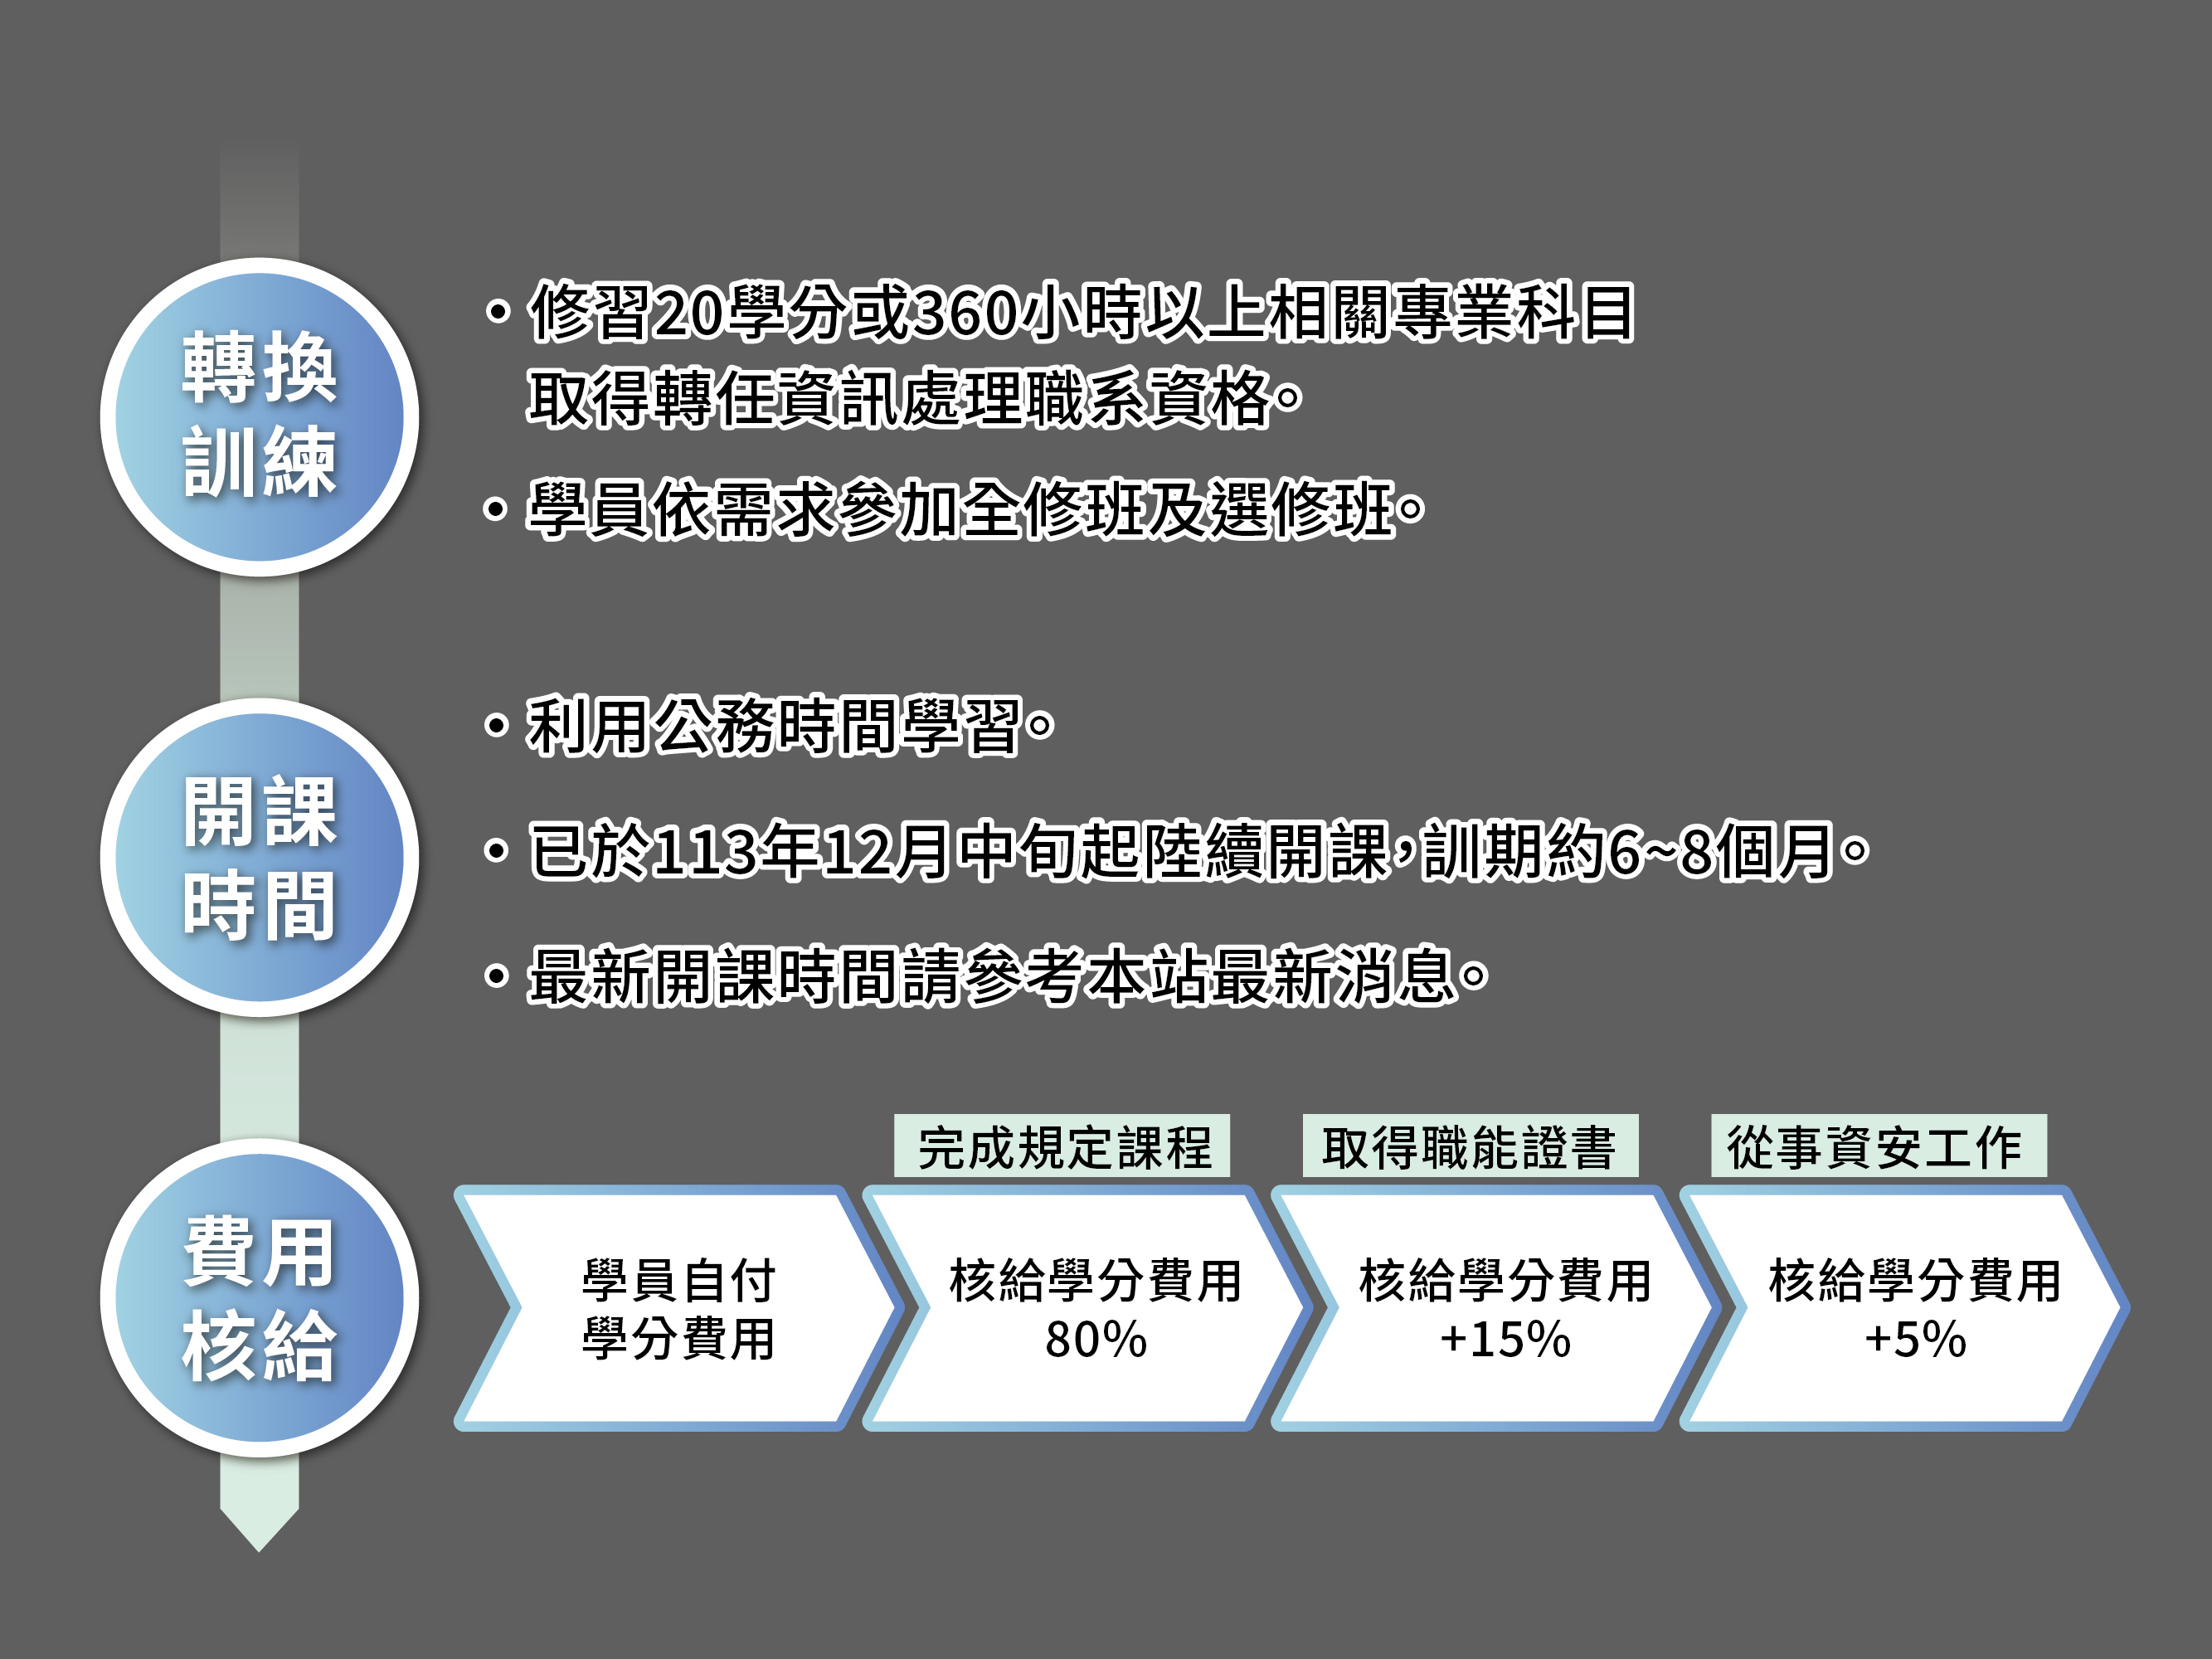 轉換
訓練
• 修習20學分或360小時以上相關專業科目
取得轉任資訊處理職系資格。
• 學員依需求參加全修班及選修班。
開課
時間
• 利用公務時間學習。
• 已於113年12月中旬起陸續開課，訓期約6~8個月。
• 最新開課時間請參考本站最新消息。
費用
核給
學員自付
學分費用
完成規定課程
核給學分費用
80%
取得職能證書
核給學分費用
+15%
從事資安工作
核給學分費用
+5%